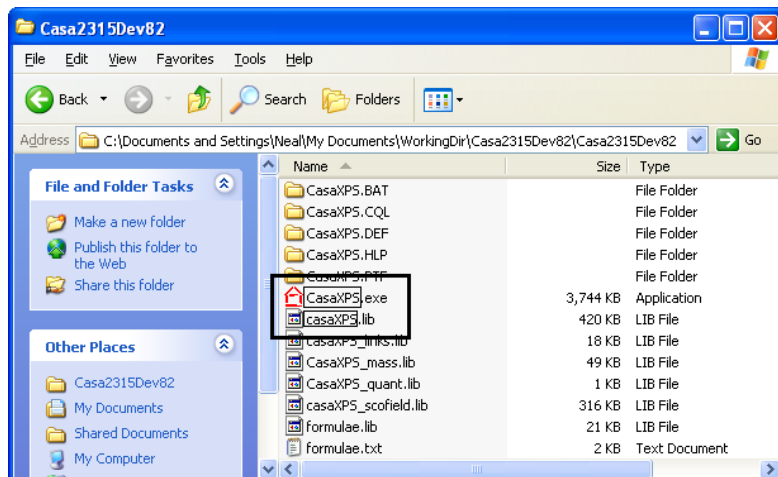 Casa2315Dev82
File Edit View Favorites Tools Help
Back Search Folders
Address C:\Documents and Settings\Neal\My Documents\WorkingDir\Casa2315Dev82\Casa2315Dev82 Go
File and Folder Tasks
Make a new folder
Publish this folder to
the Web
Share this folder
Other Places
Casa2315Dev82
My Documents
Shared Documents
My Computer
Name Size Type
CasaXPS.BAT File Folder
CasaXPS.CQL File Folder
CasaXPS.DEF File Folder
CasaXPS.HLP File Folder
CasaXPS.PTF File Folder
CasaXPS.exe 3,744 KB Application
casaXPS.lib 420 KB LIB File
casaXPS_links.lib 18 KB LIB File
CasaXPS_mass.lib 49 KB LIB File
CasaXPS_quant.lib 1 KB LIB File
casaXPS_scofield.lib 316 KB LIB File
formulae.lib 21 KB LIB File
formulae.txt 2 KB Text Document